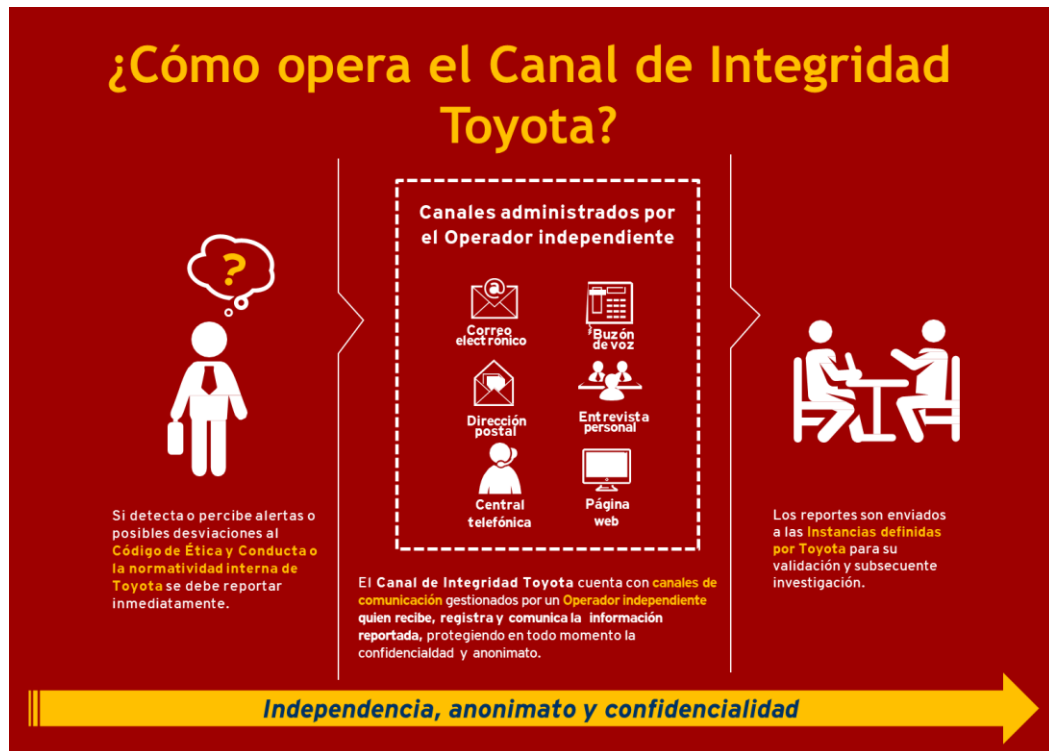 ¿Cómo opera el Canal de Integridad
Toyota?
?
Si detecta o percibe alertas o
posibles desviaciones al
Código de Ética y Conducta o
la normatividad interna de
Toyota se debe reportar
inmediatamente.
Canales administrados por
el Operador independiente
@
Correo
electrónico
Buzón
de voz
Dirección
postal
Entrevista
personal
Central
telefónica
Página
web
El Canal de Integridad Toyota cuenta con canales de
comunicación gestionados por un Operador independiente
quien recibe, registra y comunica la información
reportada, protegiendo en todo momento la
confidencialdad y anonimato.
Los reportes son enviados
a las Instancias definidas
por Toyota para su
validación y subsecuente
investigación.
Independencia, anonimato y confidencialidad